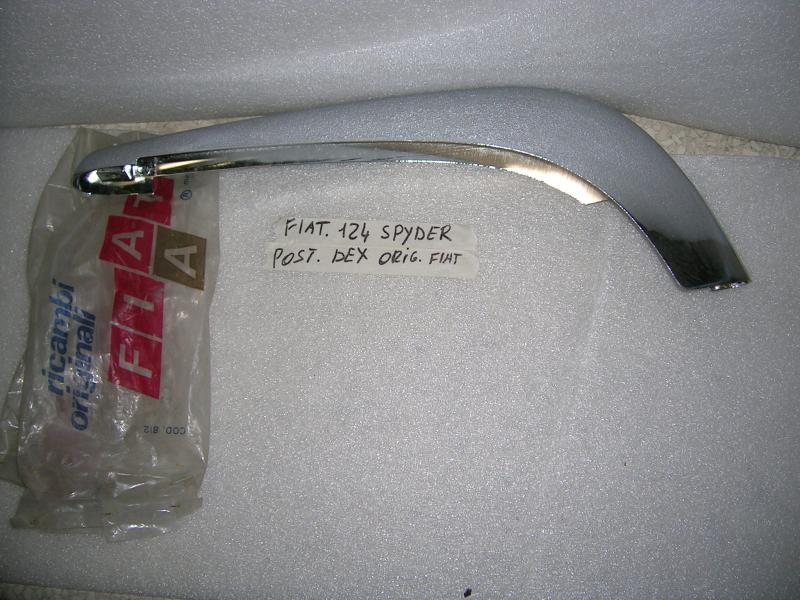 FIAT. 124 SPYDER
POST. DEX ORIG. FIAT
FIAT
A
ricambi
originali
COD. 812